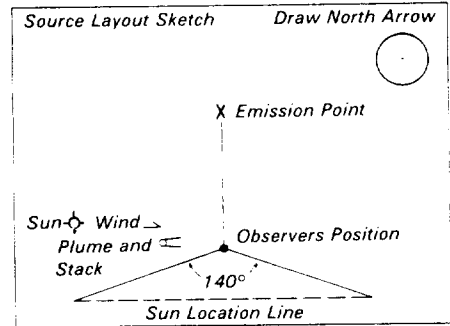 Source Layout Sketch
Draw North Arrow
X Emission Point
Sun Wind
Plume and
Stack
Observers Position
140°
Sun Location Line